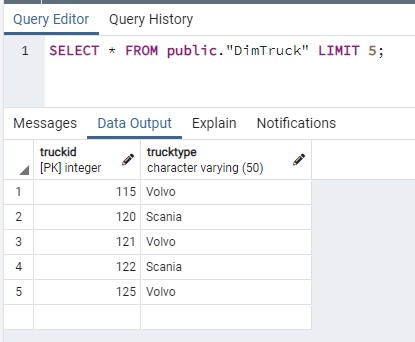 Query Editor Query History
1 SELECT * FROM public."DimTruck" LIMIT 5;
Messages Data Output Explain Notifications
truckid trucktype
[PK] integer character varying (50)
1 115 Volvo
2 120 Scania
3 121 Volvo
4 122 Scania
5 125 Volvo